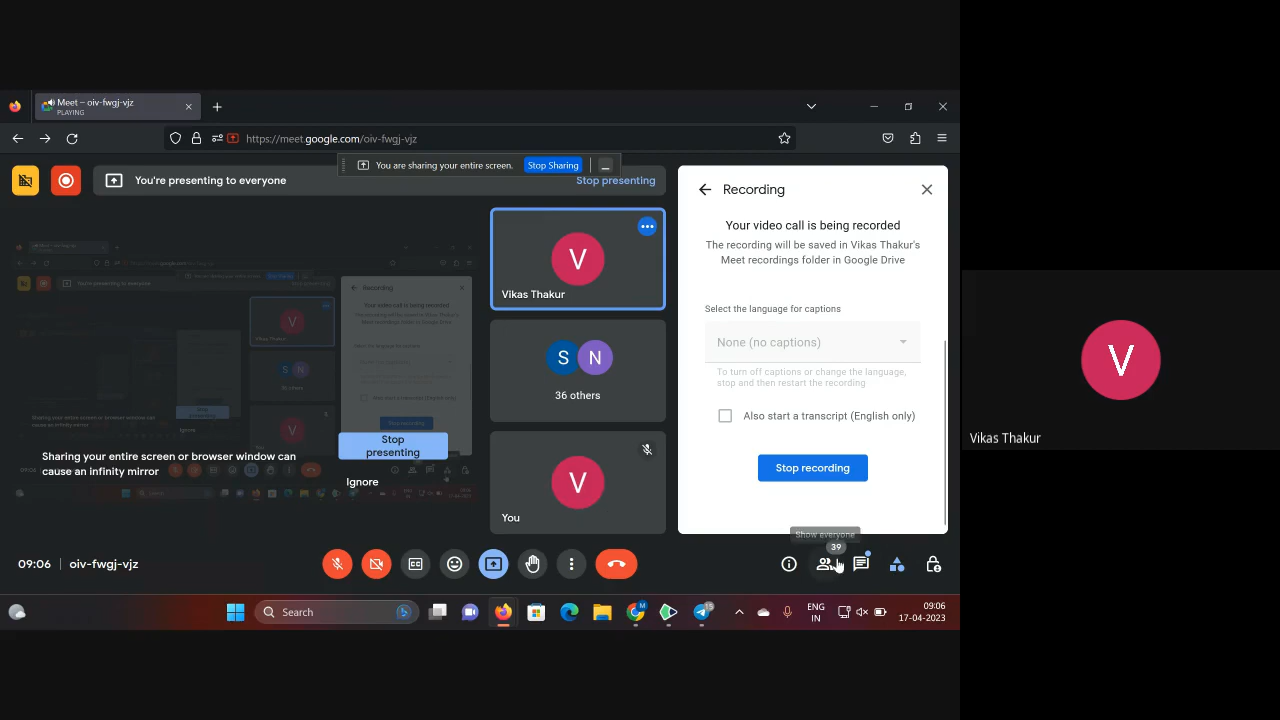 Meet – oiv-fwgj-vjz
PLAYING
https://meet.google.com/oiv-fwgj-vjz
You are sharing your entire screen.
Stop Sharing
You're presenting to everyone
Stop presenting
V
Vikas Thakur
S N
36 others
V
You
Sharing your entire screen or browser window can
cause an infinity mirror
Stop
presenting
Ignore
Recording
Your video call is being recorded
The recording will be saved in Vikas Thakur's
Meet recordings folder in Google Drive
Select the language for captions
None (no captions)
To turn off captions or change the language,
stop and then restart the recording
Also start a transcript (English only)
Stop recording
Show everyone
39
09:06 | oiv-fwgj-vjz
Search
15
ENG
IN
09:06
17-04-2023
V
Vikas Thakur